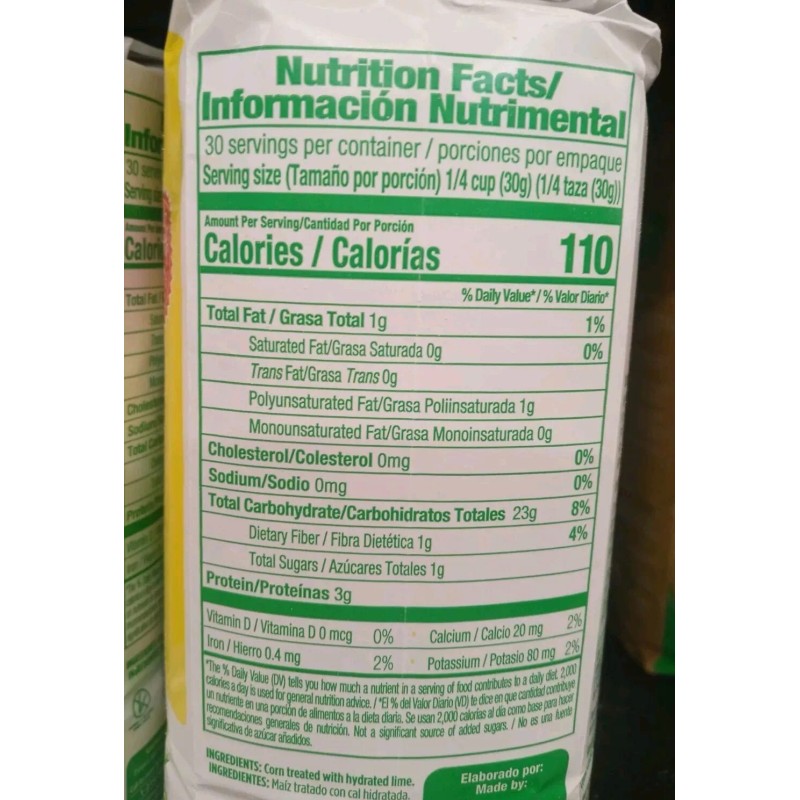 Nutrition Facts/
Información Nutrimental
30 servings per container / porciones por empaque
Serving size (Tamaño por porción) 1/4 cup (30g) (1/4 taza (30g))
Amount Per Serving/Cantidad Por Porción
Calories / Calorías 110
% Daily Value*/ % Valor Diario*
Total Fat / Grasa Total 1g 1%
Saturated Fat/Grasa Saturada 0g 0%
Trans Fat/Grasa Trans 0g
Polyunsaturated Fat/Grasa Poliinsaturada 1g
Monounsaturated Fat/Grasa Monoinsaturada 0g
Cholesterol/Colesterol 0mg 0%
Sodium/Sodio 0mg 0%
Total Carbohydrate/Carbohidratos Totales 23g 8%
Dietary Fiber / Fibra Dietética 1g 4%
Total Sugars / Azúcares Totales 1g
Protein/Proteínas 3g
Vitamin D / Vitamina D 0 mcg 0% • Calcium / Calcio 20 mg 2%
Iron / Hierro 0.4 mg 2% • Potassium / Potasio 80 mg 2%
*The % Daily Value (DV) tells you how much a nutrient in a serving of food contributes to a daily diet. 2,000
calories a day is used for general nutrition advice. / *El % del Valor Diario (VD) te dice en que cantidad contribuye
un nutriente en una porción de alimentos a la dieta diaria. Se usan 2,000 calorías al día como base para hacer
recomendaciones generales de nutrición. Not a significant source of added sugars. / No es una fuente
significativa de azúcar añadidos.
INGREDIENTS: Corn treated with hydrated lime.
INGREDIENTES: Maíz tratado con cal hidratada.
Elaborado por:
Made by: